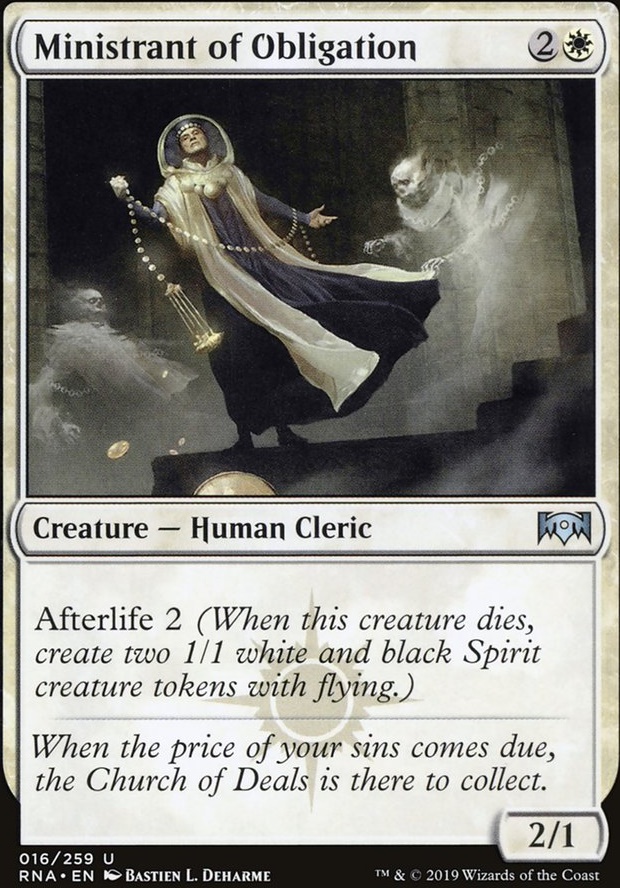 Ministrant of Obligation 2
Creature — Human Cleric
Afterlife 2 (When this creature dies,
create two 1/1 white and black Spirit
creature tokens with flying.)
When the price of your sins comes due,
the Church of Deals is there to collect.
2/1
016/259 U
RNA • EN Bastien L. Deharme
™ & © 2019 Wizards of the Coast